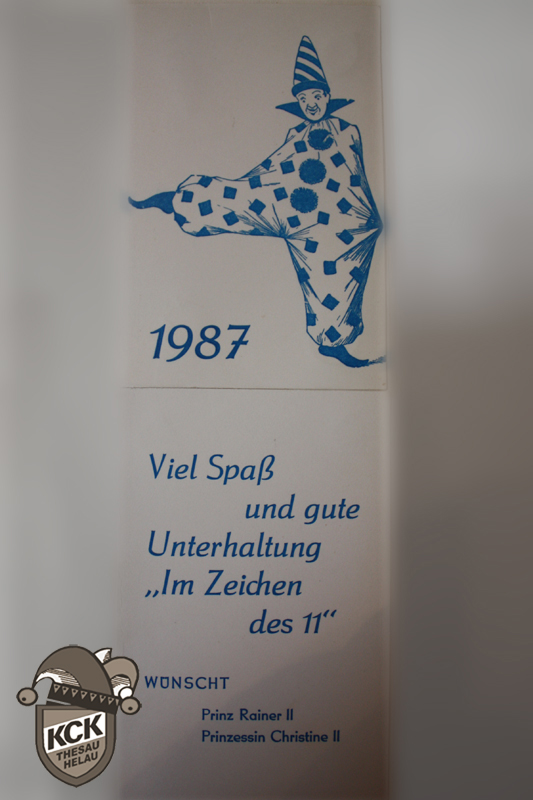 1987
Viel Spaß
und gute
Unterhaltung
„Im Zeichen
des 11“
WÜNSCHT
Prinz Rainer II
Prinzessin Christine II
KCK
THESAU
HELAU